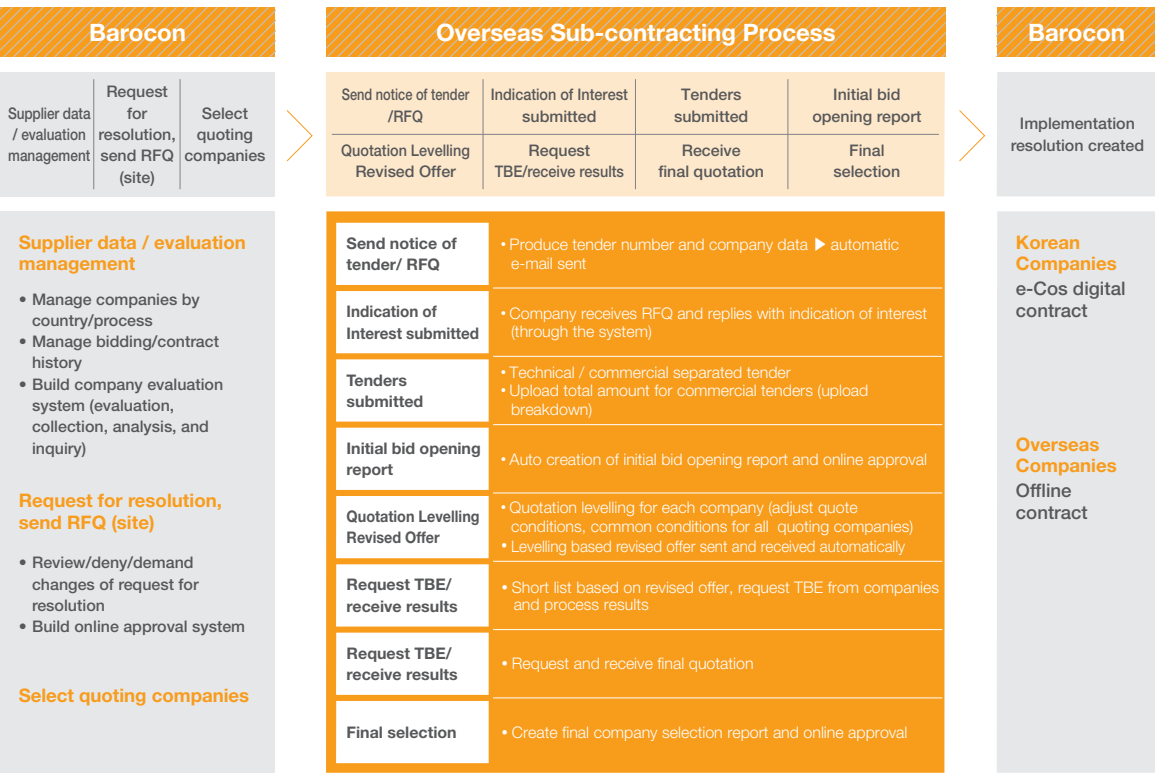 Barocon
Supplier data
/ evaluation
management
Request
for
resolution,
send RFQ
(site)
Select
quoting
companies
Supplier data / evaluation
management
• Manage companies by
country/process
• Manage bidding/contract
history
• Build company evaluation
system (evaluation,
collection, analysis, and
inquiry)
Request for resolution,
send RFQ (site)
• Review/deny/demand
changes of request for
resolution
• Build online approval system
Select quoting companies
Overseas Sub-contracting Process
Send notice of tender
/RFQ
Indication of Interest
submitted
Tenders
submitted
Initial bid
opening report
Quotation Levelling
Revised Offer
Request
TBE/receive results
Receive
final quotation
Final
selection
Send notice of
tender/ RFQ
• Produce tender number and company data ▶ automatic
e-mail sent
Indication of
Interest submitted
• Company receives RFQ and replies with indication of interest
(through the system)
Tenders
submitted
• Technical / commercial separated tender
• Upload total amount for commercial tenders (upload
breakdown)
Initial bid opening
report
• Auto creation of initial bid opening report and online approval
Quotation Levelling
Revised Offer
• Quotation levelling for each company (adjust quote
conditions, common conditions for all quoting companies)
• Levelling based revised offer sent and received automatically
Request TBE/
receive results
• Short list based on revised offer, request TBE from companies
and process results
Request TBE/
receive results
• Request and receive final quotation
Final selection
• Create final company selection report and online approval
Barocon
Implementation
resolution created
Korean
Companies
e-Cos digital
contract
Overseas
Companies
Offline
contract